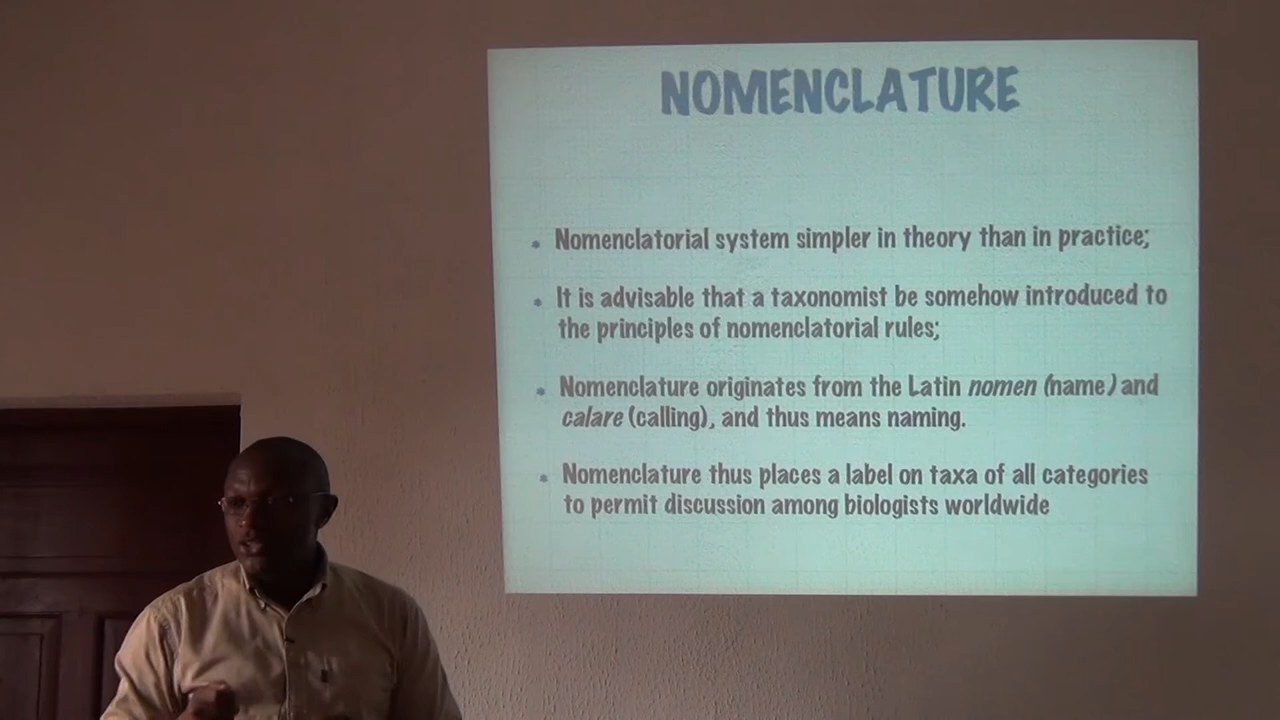 NOMENCLATURE
Nomenclatorial system simpler in theory than in practice;
It is advisable that a taxonomist be somehow introduced to
the principles of nomenclatorial rules;
Nomenclature originates from the Latin nomen (name) and
calare (calling), and thus means naming.
Nomenclature thus places a label on taxa of all categories
to permit discussion among biologists worldwide